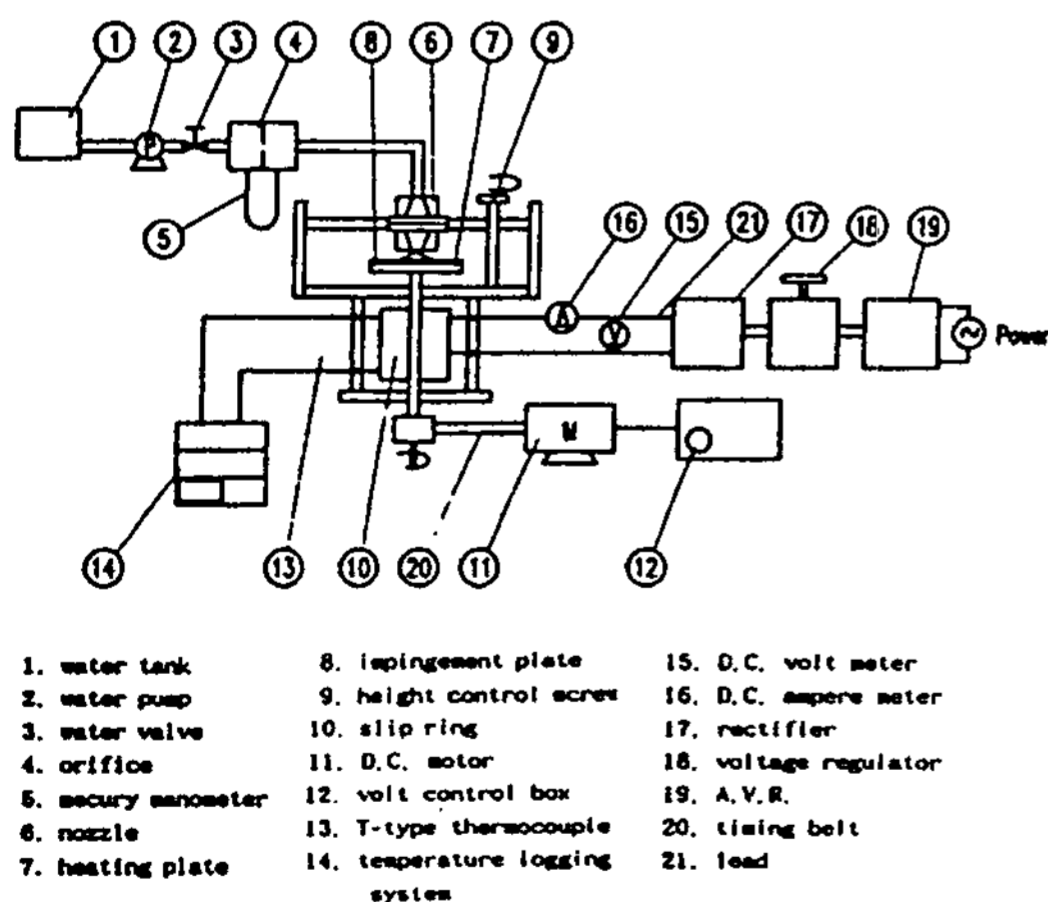 1 2 3 4 8 6 7 9
P
5
16 15 21 17 18 19
A
V
Power
M
14 13 10 20 11 12
1. water tank
2. water pump
3. water valve
4. orifice
5. mecury manometer
6. nozzle
7. heating plate
8. impingement plate
9. height control screw
10. slip ring
11. D.C. motor
12. volt control box
13. T-type thermocouple
14. temperature logging
system
15. D.C. volt meter
16. D.C. ampere meter
17. rectifier
18. voltage regulator
19. A.V.R.
20. timing belt
21. lead